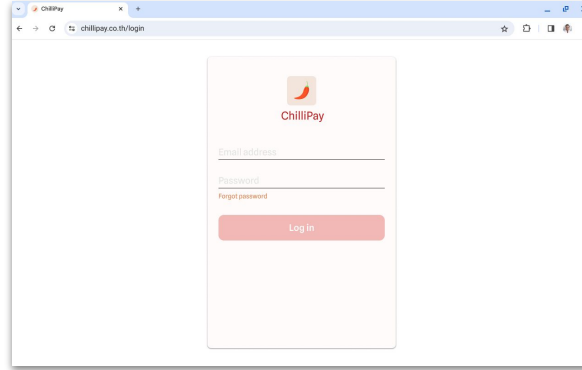 ChilliPay
chillipay.co.th/login
ChilliPay
Email address
Password
Forgot password
Log in